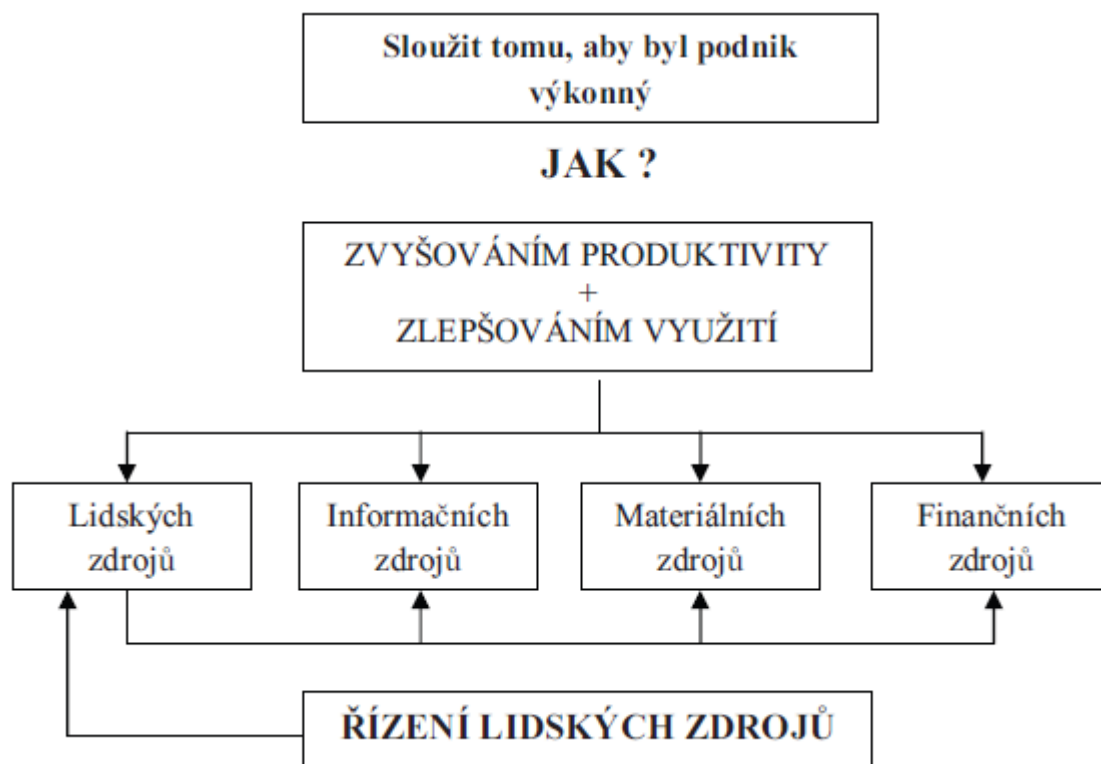 Sloužit tomu, aby byl podnik
výkonný
JAK ?
ZVYŠOVÁNÍM PRODUKTIVITY
+
ZLEPŠOVÁNÍM VYUŽITÍ
Lidských
zdrojů
Informačních
zdrojů
Materiálních
zdrojů
Finančních
zdrojů
ŘÍZENÍ LIDSKÝCH ZDROJŮ